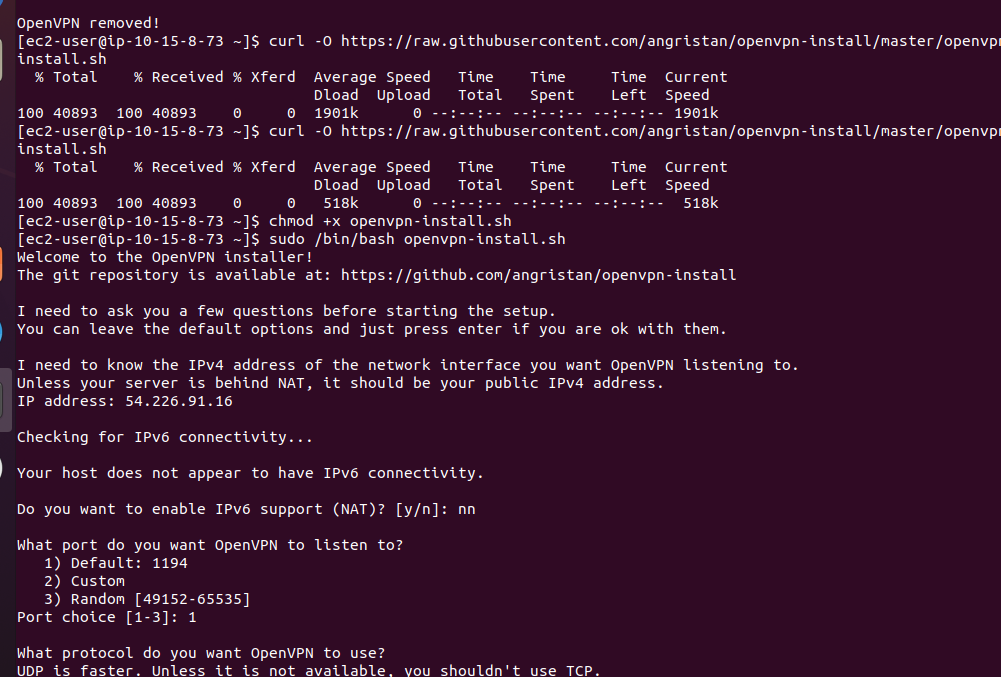 OpenVPN removed!
[ec2-user@ip-10-15-8-73 ~]$ curl -O https://raw.githubusercontent.com/angristan/openvpn-install/master/openvpn
install.sh
  % Total    % Received % Xferd  Average Speed   Time    Time     Time  Current
                                 Dload  Upload   Total   Spent    Left  Speed
100 40893  100 40893    0     0  1901k      0 --:--:-- --:--:-- --:--:-- 1901k
[ec2-user@ip-10-15-8-73 ~]$ curl -O https://raw.githubusercontent.com/angristan/openvpn-install/master/openvpn
install.sh
  % Total    % Received % Xferd  Average Speed   Time    Time     Time  Current
                                 Dload  Upload   Total   Spent    Left  Speed
100 40893  100 40893    0     0   518k      0 --:--:-- --:--:-- --:--:--  518k
[ec2-user@ip-10-15-8-73 ~]$ chmod +x openvpn-install.sh
[ec2-user@ip-10-15-8-73 ~]$ sudo /bin/bash openvpn-install.sh
Welcome to the OpenVPN installer!
The git repository is available at: https://github.com/angristan/openvpn-install

I need to ask you a few questions before starting the setup.
You can leave the default options and just press enter if you are ok with them.

I need to know the IPv4 address of the network interface you want OpenVPN listening to.
Unless your server is behind NAT, it should be your public IPv4 address.
IP address: 54.226.91.16

Checking for IPv6 connectivity...

Your host does not appear to have IPv6 connectivity.

Do you want to enable IPv6 support (NAT)? [y/n]: nn

What port do you want OpenVPN to listen to?
   1) Default: 1194
   2) Custom
   3) Random [49152-65535]
Port choice [1-3]: 1

What protocol do you want OpenVPN to use?
UDP is faster. Unless it is not available, you shouldn't use TCP.